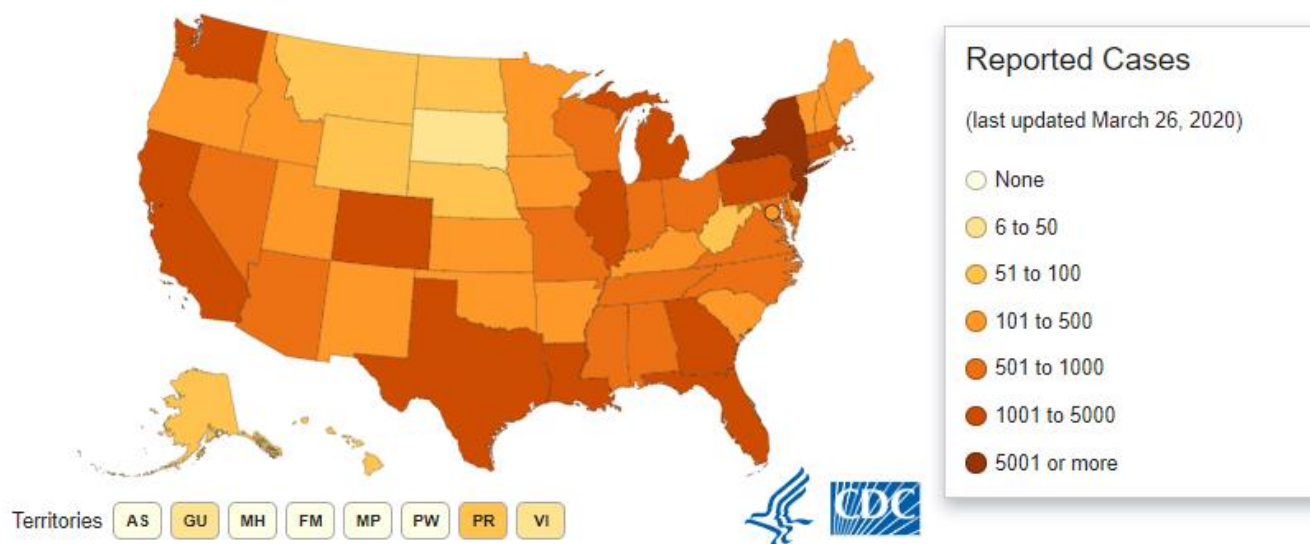 Reported Cases
(last updated March 26, 2020)
None
6 to 50
51 to 100
101 to 500
501 to 1000
1001 to 5000
5001 or more
Territories AS GU MH FM MP PW PR VI
CDC